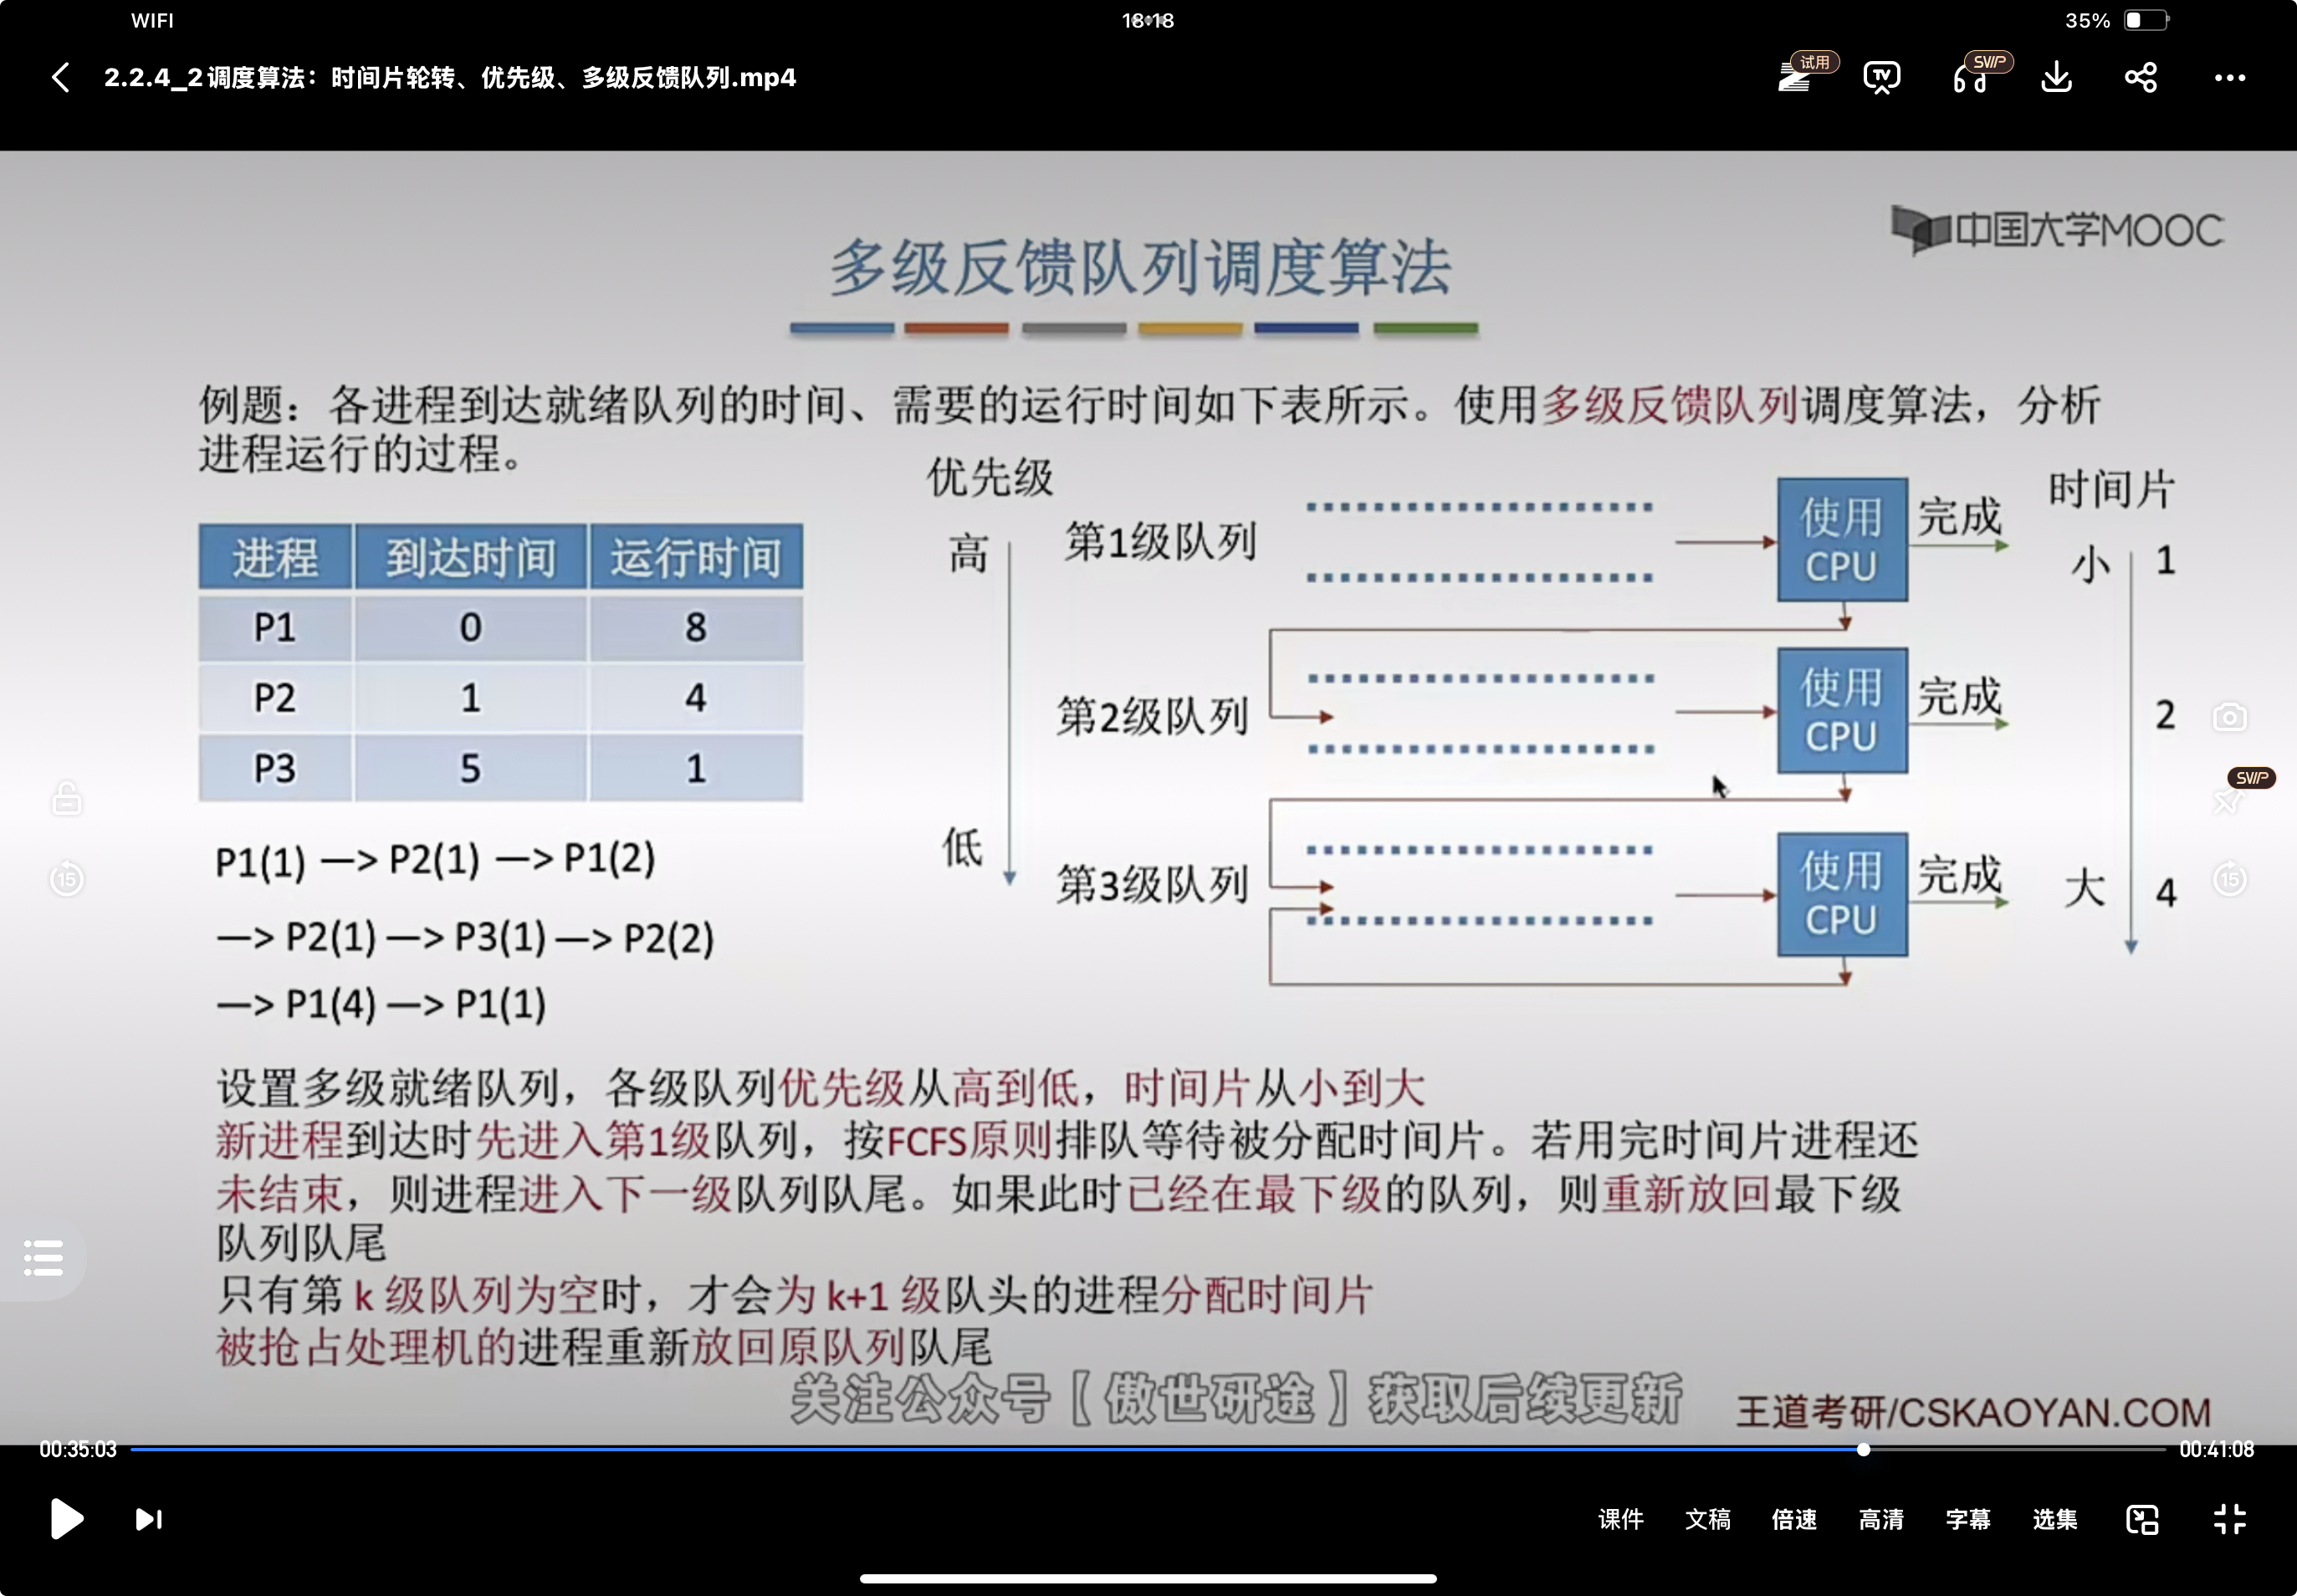 WIFI
18:18
35%
2.2.4_2调度算法：时间片轮转、优先级、多级反馈队列.mp4
试用
TV
SVIP
中国大学MOOC
多级反馈队列调度算法
例题：各进程到达就绪队列的时间、需要的运行时间如下表所示。使用多级反馈队列调度算法，分析
进程运行的过程。
进程 到达时间 运行时间
P1 0 8
P2 1 4
P3 5 1
P1(1) —> P2(1) —> P1(2)
—> P2(1) —> P3(1) —> P2(2)
—> P1(4) —> P1(1)
优先级
高
低
第1级队列
使用
CPU
完成
第2级队列
使用
CPU
完成
第3级队列
使用
CPU
完成
时间片
小 1
2
大 4
SVIP
15
15
设置多级就绪队列，各级队列优先级从高到低，时间片从小到大
新进程到达时先进入第1级队列，按FCFS原则排队等待被分配时间片。若用完时间片进程还
未结束，则进程进入下一级队列队尾。如果此时已经在最下级的队列，则重新放回最下级
队列队尾
只有第 k 级队列为空时，才会为 k+1 级队头的进程分配时间片
被抢占处理机的进程重新放回原队列队尾
关注公众号【傲世研途】获取后续更新
王道考研/CSKAOYAN.COM
00:35:03
00:41:08
课件 文稿 倍速 高清 字幕 选集